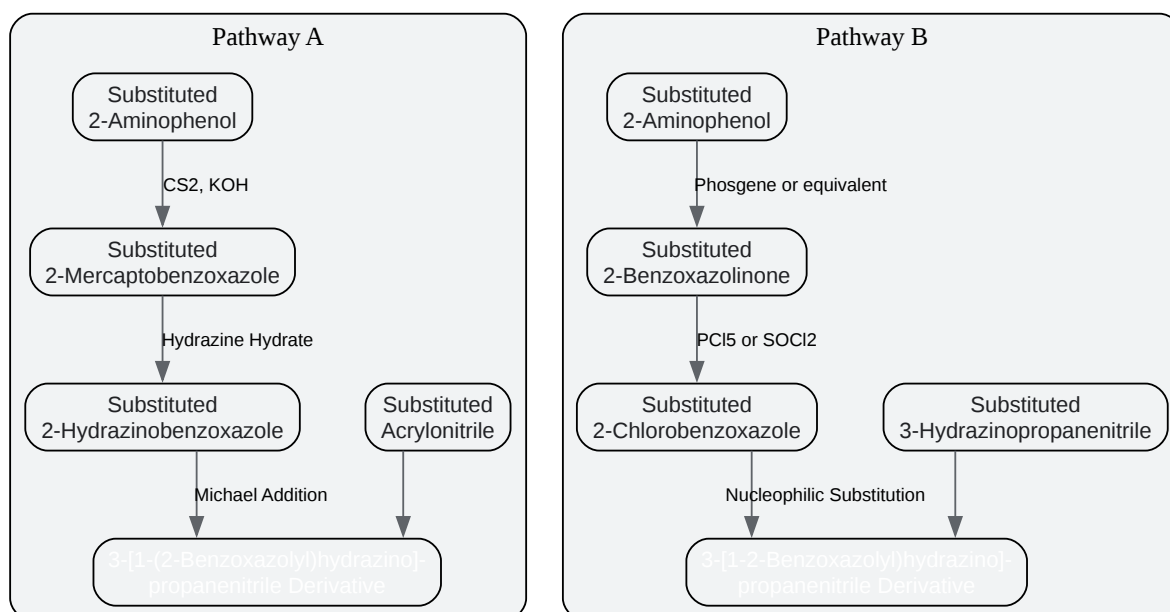 Pathway A
Substituted
2-Aminophenol
CS2, KOH
Substituted
2-Mercaptobenzoxazole
Hydrazine Hydrate
Substituted
2-Hydrazinobenzoxazole
Substituted
Acrylonitrile
Michael Addition
3-[1-(2-Benzoxazolyl)hydrazino]-
propanenitrile Derivative
Pathway B
Substituted
2-Aminophenol
Phosgene or equivalent
Substituted
2-Benzoxazolinone
PCl5 or SOCl2
Substituted
2-Chlorobenzoxazole
Substituted
3-Hydrazinopropanenitrile
Nucleophilic Substitution
3-[1-2-Benzoxazolyl)hydrazino]-
propanenitrile Derivative